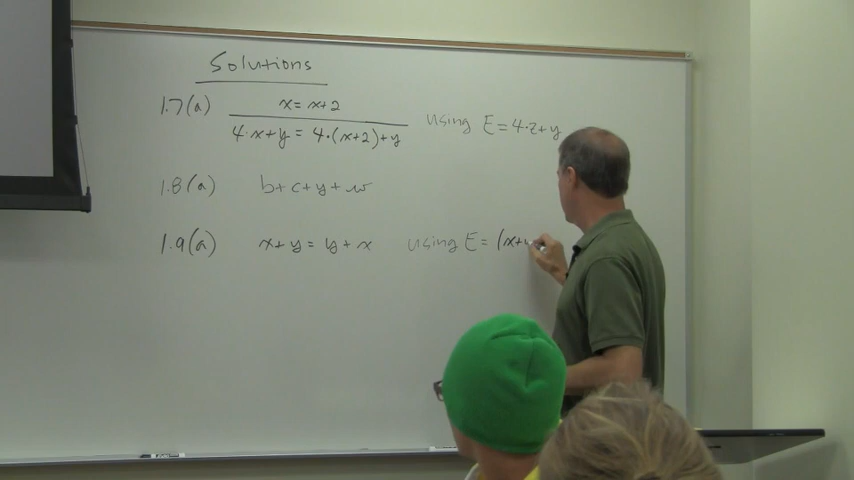 Solutions
1.7(a) x = x+2
4·x+y = 4·(x+2)+y using E = 4·z+y
1.8(a) b+c+y+w
1.9(a) x+y = y+x using E = (x+